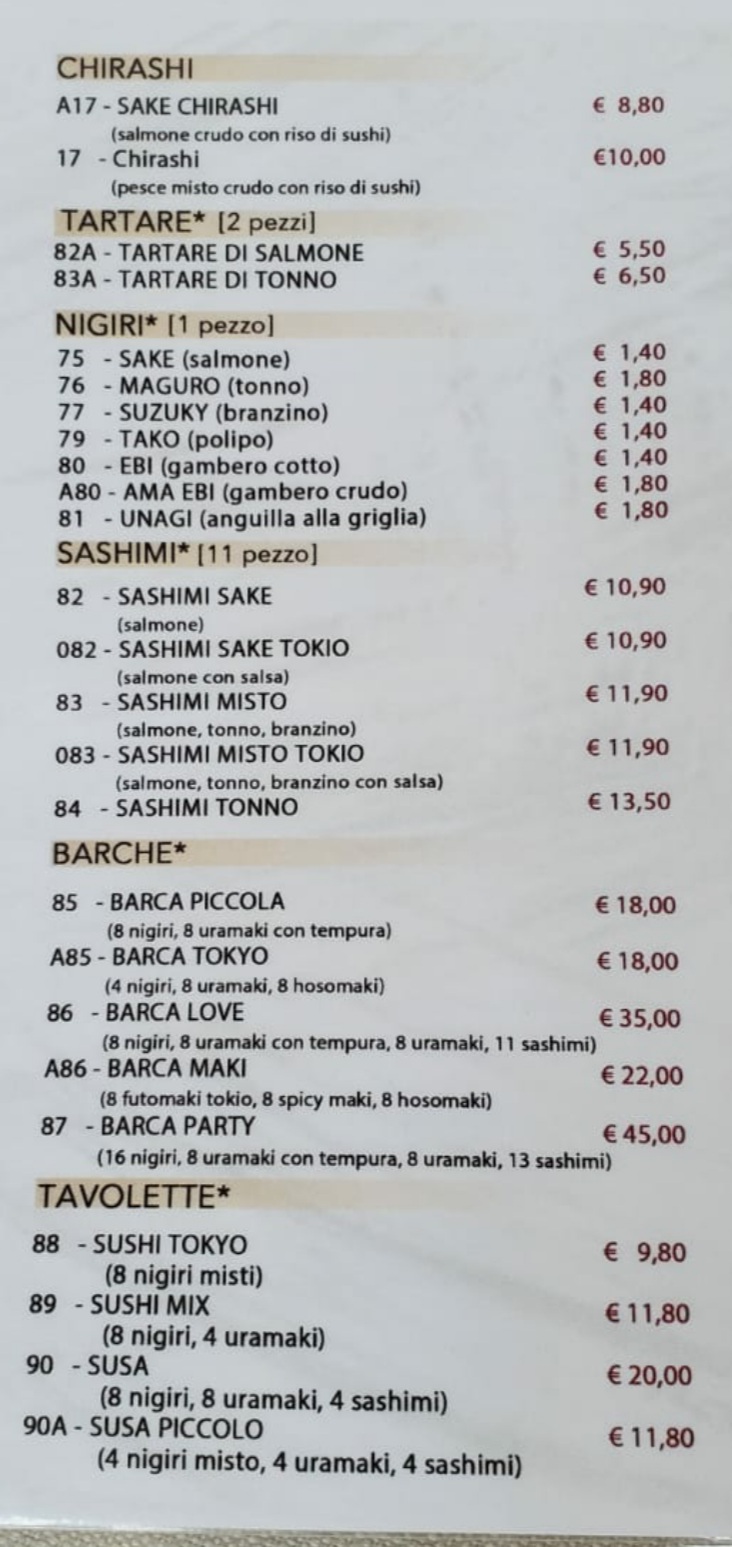 CHIRASHI
A17 - SAKE CHIRASHI € 8,80
(salmone crudo con riso di sushi)
17 - Chirashi €10,00
(pesce misto crudo con riso di sushi)
TARTARE* [2 pezzi]
82A - TARTARE DI SALMONE € 5,50
83A - TARTARE DI TONNO € 6,50
NIGIRI* [1 pezzo]
75 - SAKE (salmone) € 1,40
76 - MAGURO (tonno) € 1,80
77 - SUZUKY (branzino) € 1,40
79 - TAKO (polipo) € 1,40
80 - EBI (gambero cotto) € 1,40
A80 - AMA EBI (gambero crudo) € 1,80
81 - UNAGI (anguilla alla griglia) € 1,80
SASHIMI* [11 pezzo]
82 - SASHIMI SAKE € 10,90
(salmone)
082 - SASHIMI SAKE TOKIO € 10,90
(salmone con salsa)
83 - SASHIMI MISTO € 11,90
(salmone, tonno, branzino)
083 - SASHIMI MISTO TOKIO € 11,90
(salmone, tonno, branzino con salsa)
84 - SASHIMI TONNO € 13,50
BARCHE*
85 - BARCA PICCOLA € 18,00
(8 nigiri, 8 uramaki con tempura)
A85 - BARCA TOKYO € 18,00
(4 nigiri, 8 uramaki, 8 hosomaki)
86 - BARCA LOVE € 35,00
(8 nigiri, 8 uramaki con tempura, 8 uramaki, 11 sashimi)
A86 - BARCA MAKI € 22,00
(8 futomaki tokio, 8 spicy maki, 8 hosomaki)
87 - BARCA PARTY € 45,00
(16 nigiri, 8 uramaki con tempura, 8 uramaki, 13 sashimi)
TAVOLETTE*
88 - SUSHI TOKYO € 9,80
(8 nigiri misti)
89 - SUSHI MIX € 11,80
(8 nigiri, 4 uramaki)
90 - SUSA € 20,00
(8 nigiri, 8 uramaki, 4 sashimi)
90A - SUSA PICCOLO € 11,80
(4 nigiri misto, 4 uramaki, 4 sashimi)